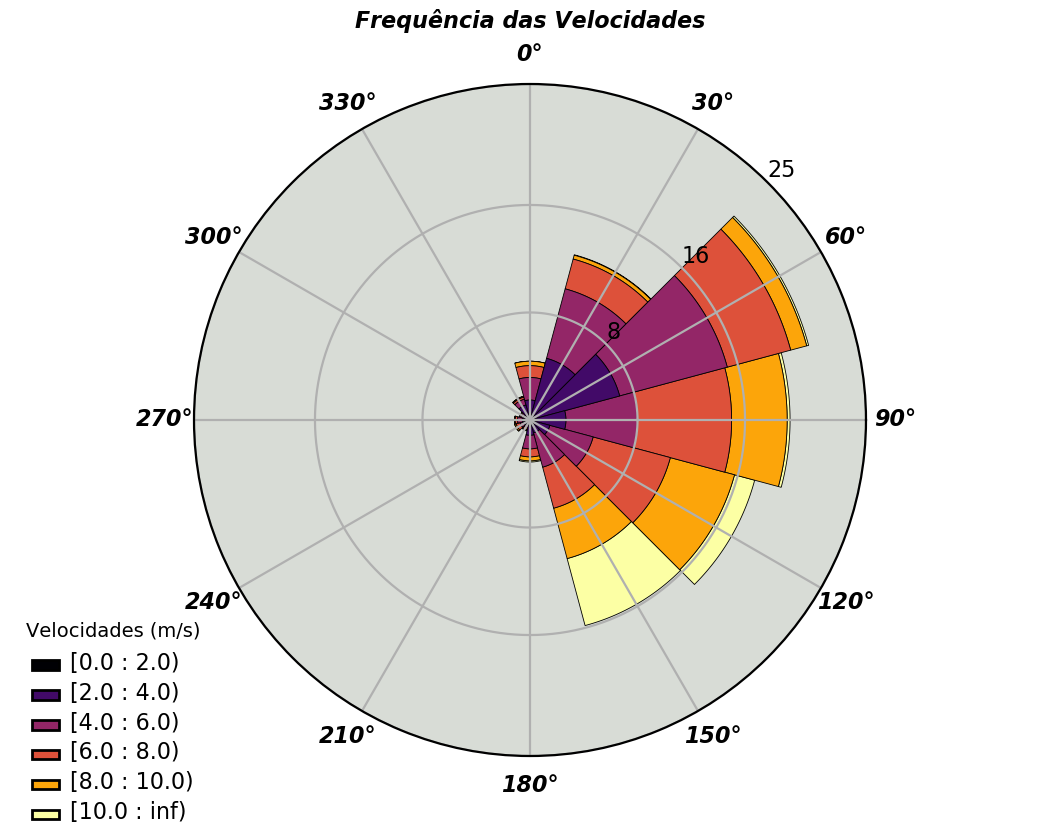 Frequência das Velocidades
0°
330°
30°
25
300°
60°
16
8
270°
90°
240°
120°
Velocidades (m/s)
[0.0 : 2.0)
[2.0 : 4.0)
[4.0 : 6.0)
210°
150°
[6.0 : 8.0)
180°
[8.0 : 10.0)
[10.0 : inf)